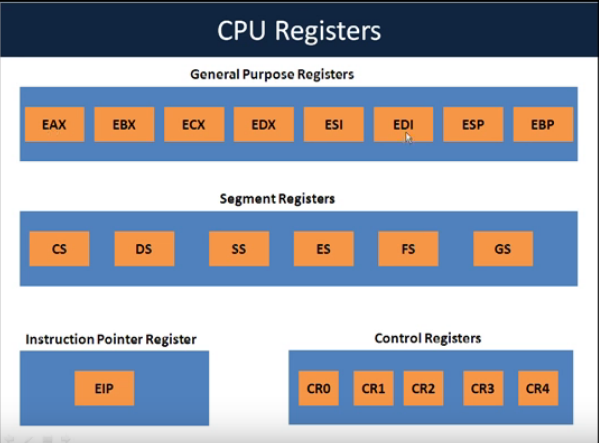 CPU Registers
General Purpose Registers
EAX EBX ECX EDX ESI EDI ESP EBP
Segment Registers
CS DS SS ES FS GS
Instruction Pointer Register
EIP
Control Registers
CR0 CR1 CR2 CR3 CR4